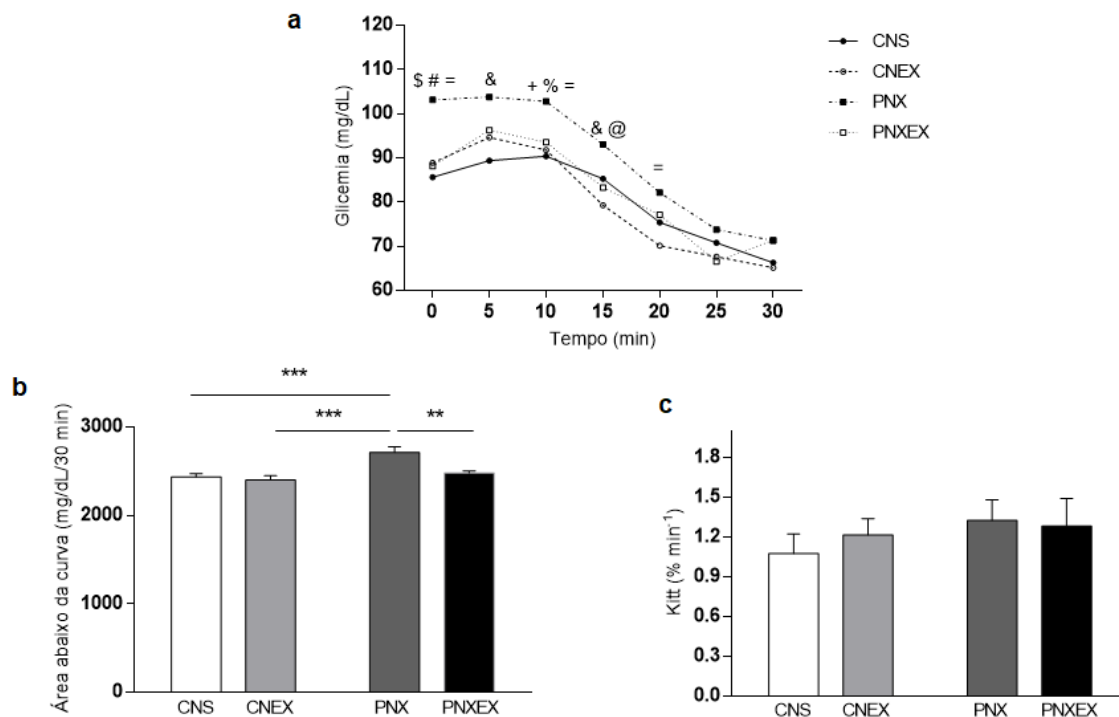 a
120
110
100
90
80
70
60
Glicemia (mg/dL)
$ # =
&
+ % =
& @
=
0 5 10 15 20 25 30
Tempo (min)
CNS
CNEX
PNX
PNXEX
b
Área abaixo da curva (mg/dL/30 min)
3000
2000
1000
0
***
*** **
CNS CNEX PNX PNXEX
c
Kitt (% min-1)
1.8
1.5
1.2
0.9
0.6
0.3
0.0
CNS CNEX PNX PNXEX